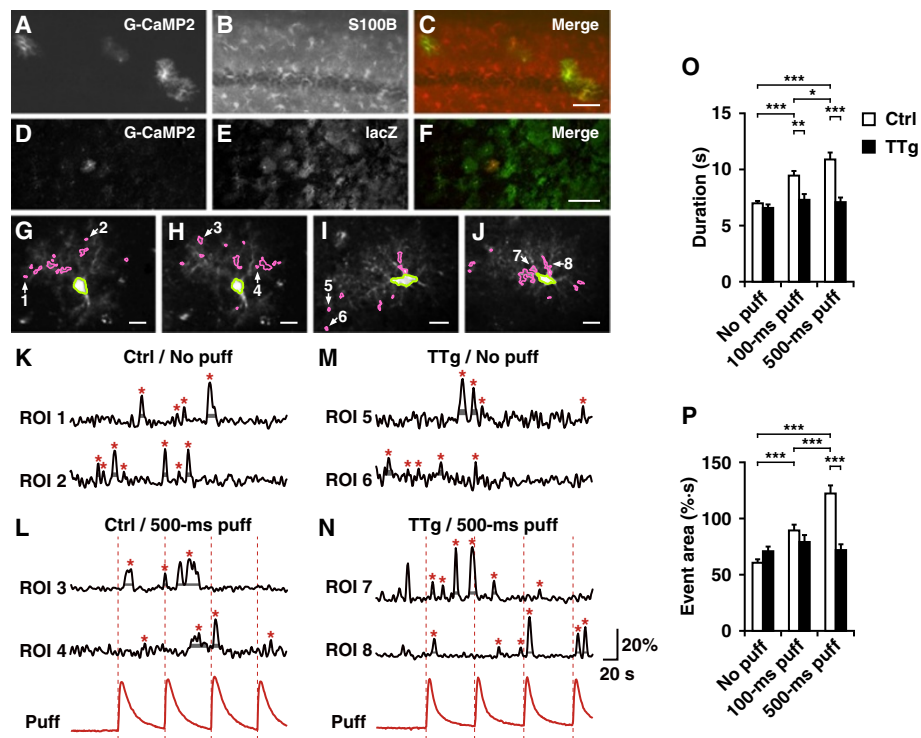 A G-CaMP2
B S100B
C Merge
D G-CaMP2
E lacZ
F Merge
G 1 2
H 3 4
I 5 6
J 7 8
K Ctrl / No puff
ROI 1 * * * *
ROI 2 * * * * * * *
L Ctrl / 500-ms puff
ROI 3 * * *
ROI 4 * * * *
Puff
M TTg / No puff
ROI 5 * * * *
ROI 6 * * * * *
N TTg / 500-ms puff
ROI 7 * * * * * *
ROI 8 * * * * * *
20%
20 s
Puff
O
***
* 
*** ** ***
Ctrl
TTg
Duration (s)
15
10
5
0
No puff
100-ms puff
500-ms puff
P
***
***
*** ***
Event area (%·s)
150
100
50
0
No puff
100-ms puff
500-ms puff